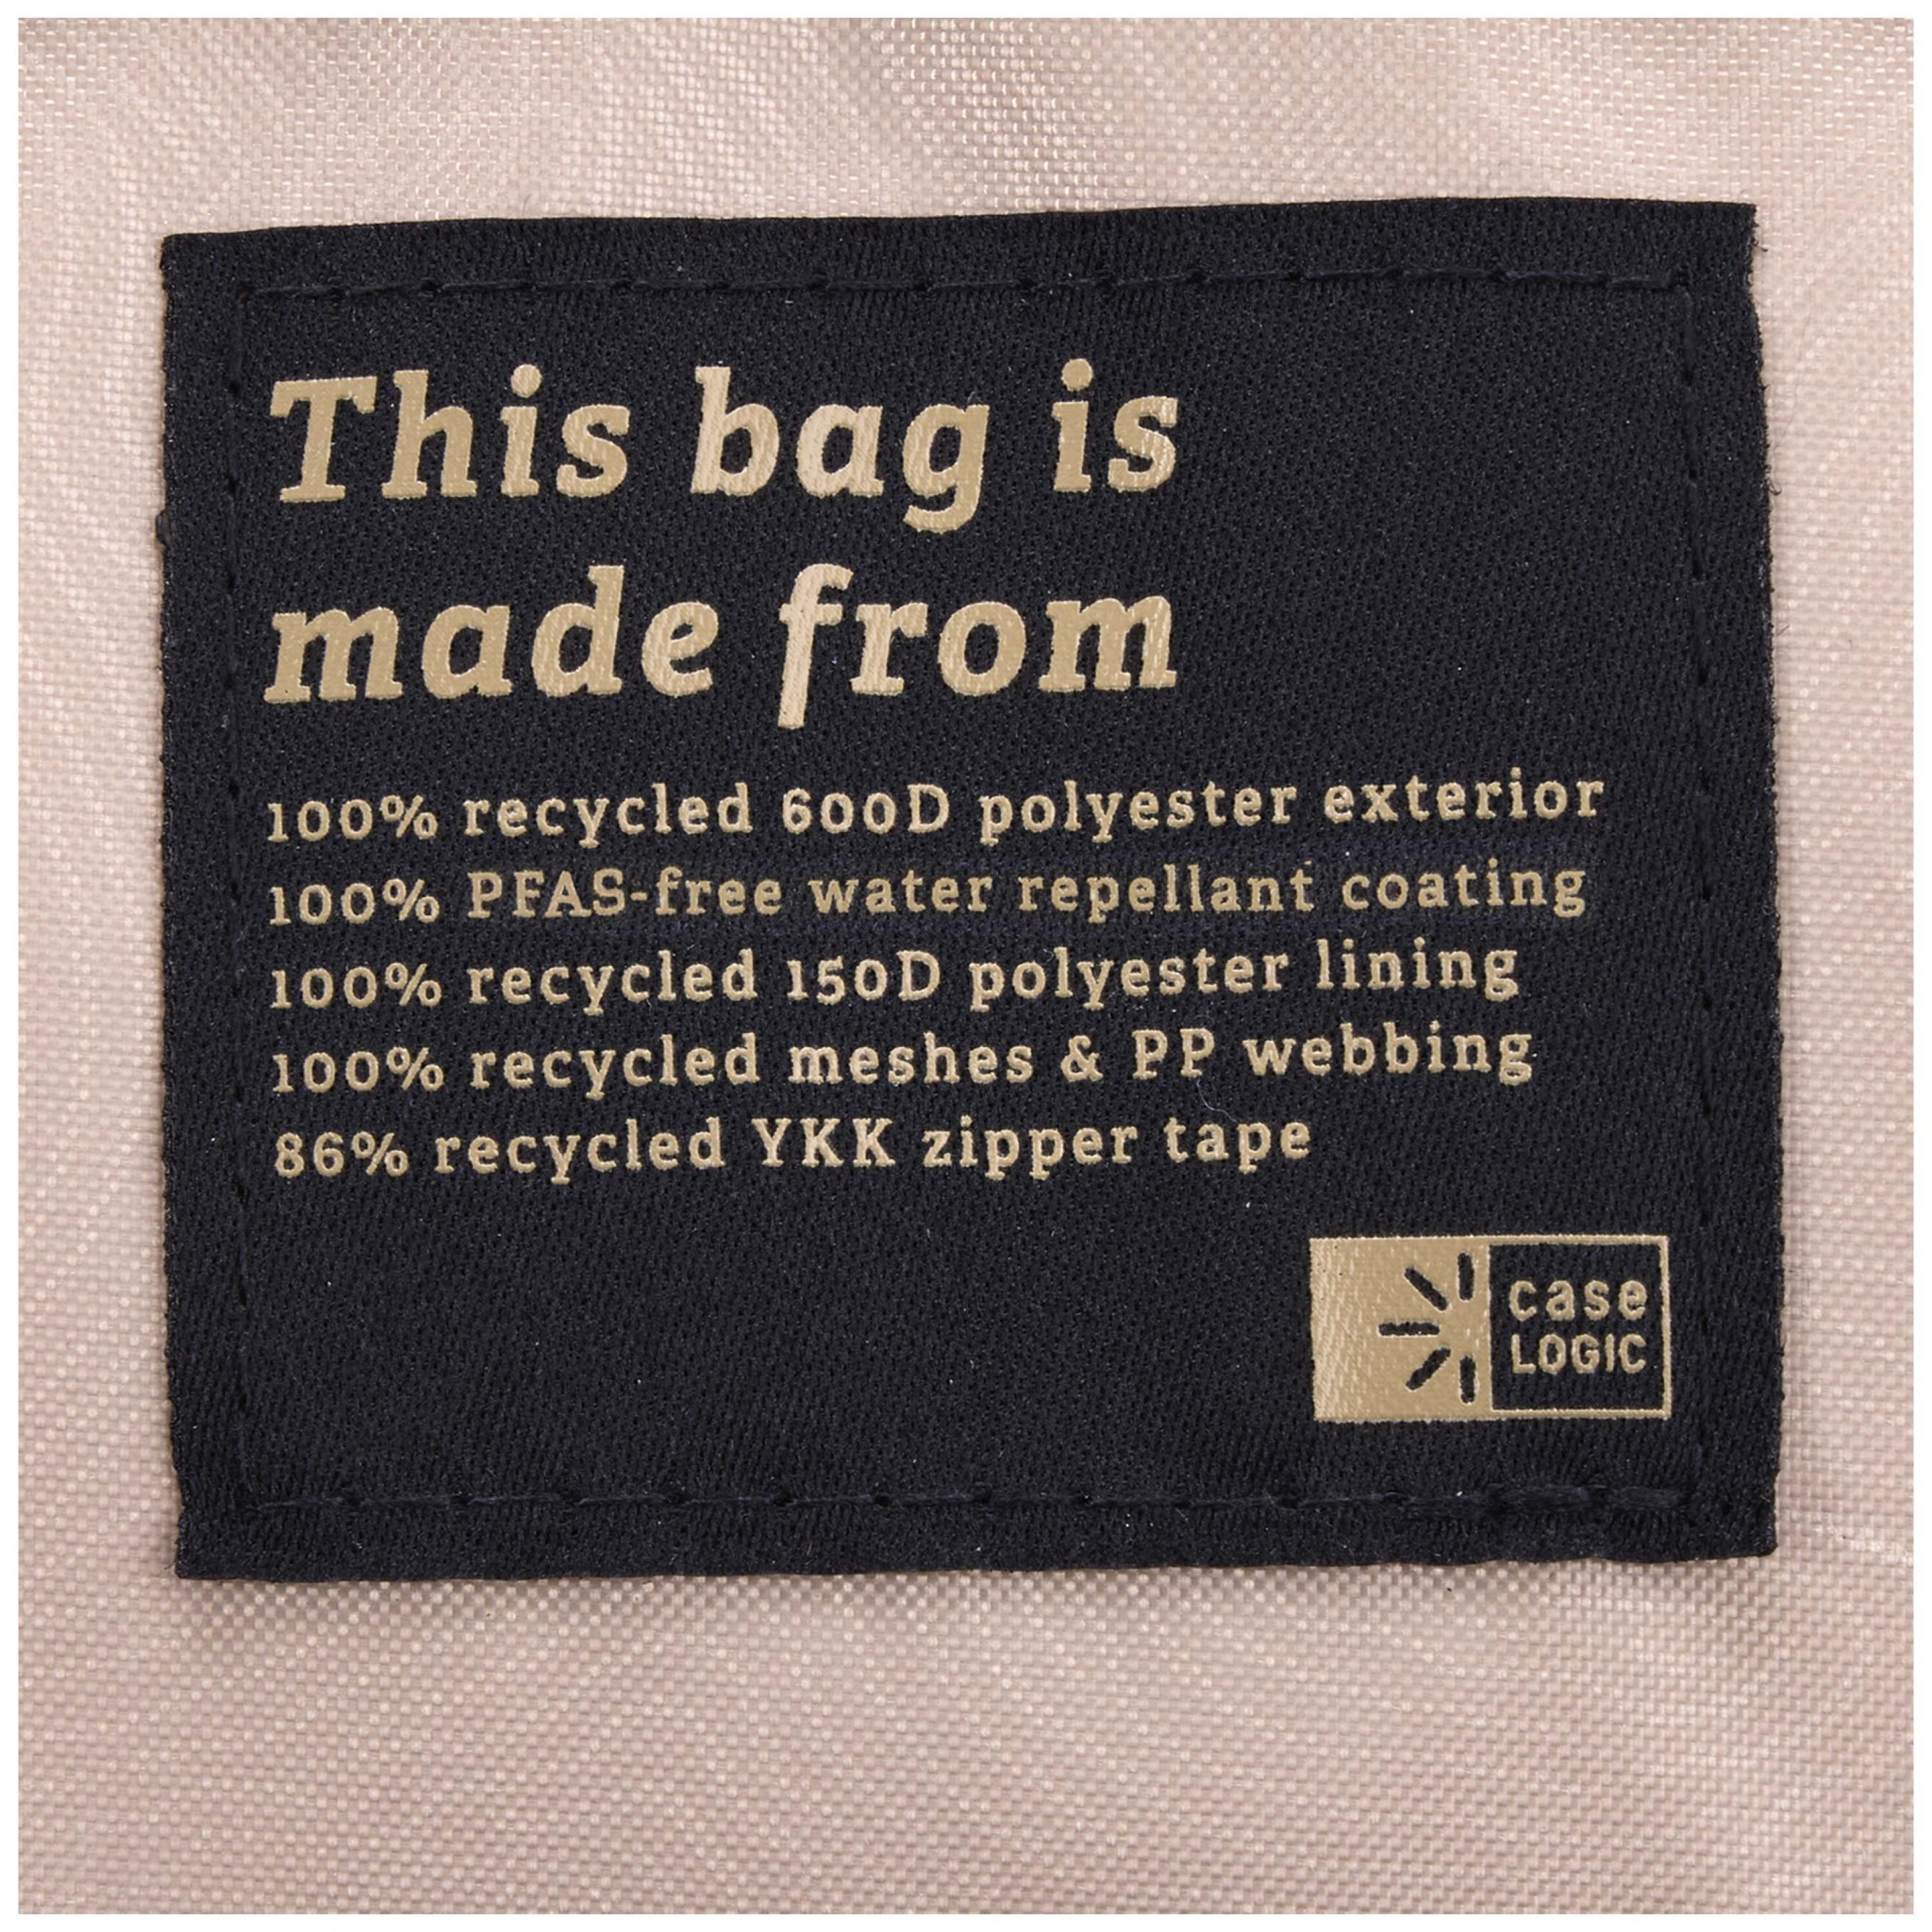 This bag is
made from
100% recycled 600D polyester exterior
100% PFAS-free water repellant coating
100% recycled 150D polyester lining
100% recycled meshes & PP webbing
86% recycled YKK zipper tape
case
LOGIC